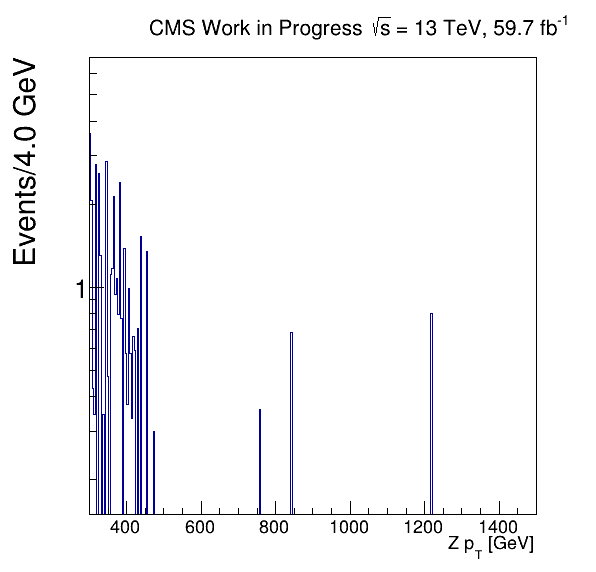 CMS Work in Progress √s = 13 TeV, 59.7 fb⁻¹
Events/4.0 GeV
1
400 600 800 1000 1200 1400
Z p_T [GeV]